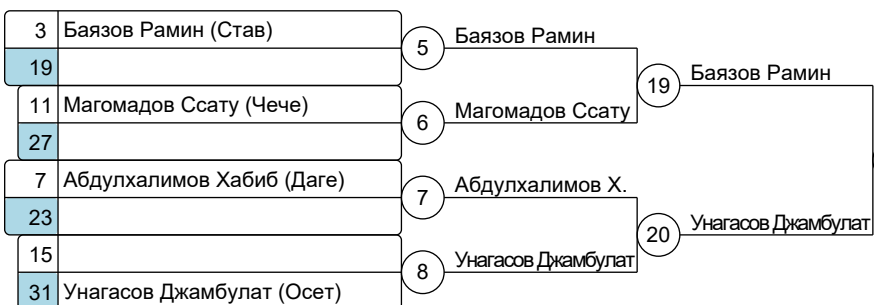 3 Баязов Рамин (Став)
19
11 Магомадов Ссату (Чече)
27
7 Абдулхалимов Хабиб (Даге)
23
15
31 Унагасов Джамбулат (Осет)
5 Баязов Рамин
6 Магомадов Ссату
7 Абдулхалимов Х.
8 Унагасов Джамбулат
19 Баязов Рамин
20 Унагасов Джамбулат